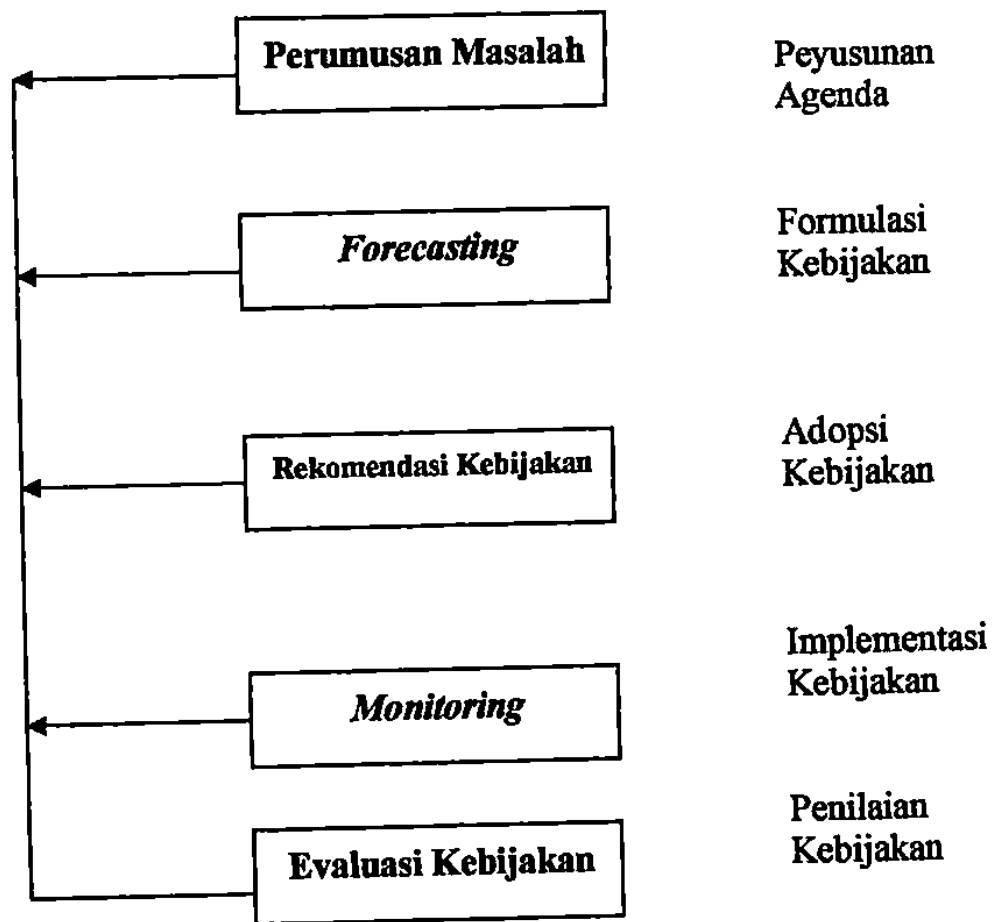 Perumusan Masalah
Peyusunan
Agenda
Forecasting
Formulasi
Kebijakan
Rekomendasi Kebijakan
Adopsi
Kebijakan
Monitoring
Implementasi
Kebijakan
Evaluasi Kebijakan
Penilaian
Kebijakan